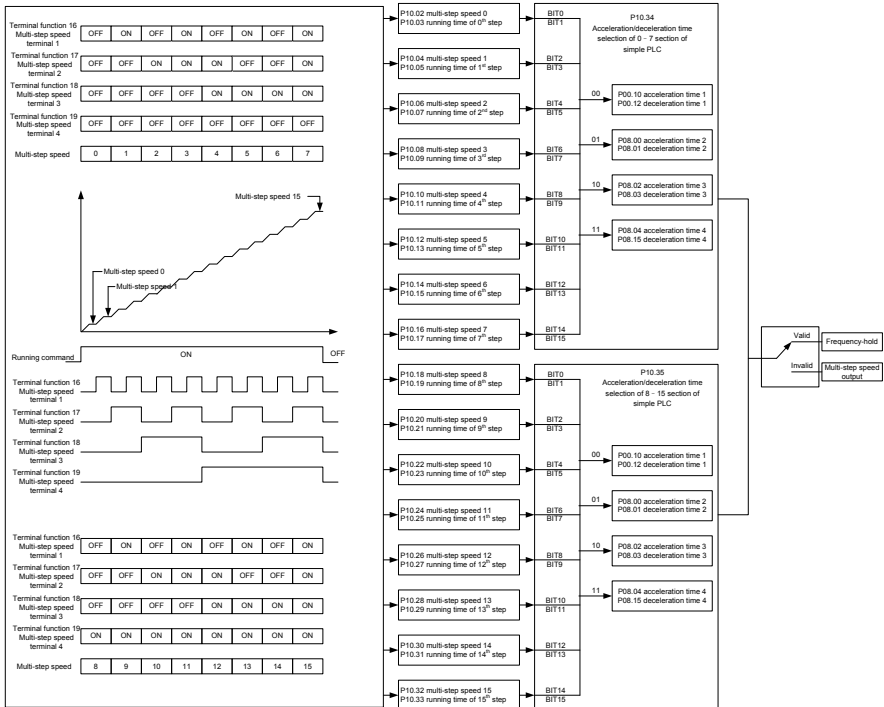 Terminal function 16
Multi-step speed
terminal 1
OFF ON OFF ON OFF ON OFF ON
Terminal function 17
Multi-step speed
terminal 2
OFF OFF ON ON OFF OFF ON ON
Terminal function 18
Multi-step speed
terminal 3
OFF OFF OFF OFF ON ON ON ON
Terminal function 19
Multi-step speed
terminal 4
OFF OFF OFF OFF OFF OFF OFF OFF
Multi-step speed
0 1 2 3 4 5 6 7
Multi-step speed 15
Multi-step speed 0
Multi-step speed 1
Running command
ON
OFF
Terminal function 16
Multi-step speed
terminal 1
Terminal function 17
Multi-step speed
terminal 2
Terminal function 18
Multi-step speed
terminal 3
Terminal function 19
Multi-step speed
terminal 4
Terminal function 16
Multi-step speed
terminal 1
OFF ON OFF ON OFF ON OFF ON
Terminal function 17
Multi-step speed
terminal 2
OFF OFF ON ON OFF OFF ON ON
Terminal function 18
Multi-step speed
terminal 3
OFF OFF OFF OFF ON ON ON ON
Terminal function 19
Multi-step speed
terminal 4
ON ON ON ON ON ON ON ON
Multi-step speed
8 9 10 11 12 13 14 15
P10.02 multi-step speed 0
P10.03 running time of 0th step
P10.04 multi-step speed 1
P10.05 running time of 1st step
P10.06 multi-step speed 2
P10.07 running time of 2nd step
P10.08 multi-step speed 3
P10.09 running time of 3rd step
P10.10 multi-step speed 4
P10.11 running time of 4th step
P10.12 multi-step speed 5
P10.13 running time of 5th step
P10.14 multi-step speed 6
P10.15 running time of 6th step
P10.16 multi-step speed 7
P10.17 running time of 7th step
P10.18 multi-step speed 8
P10.19 running time of 8th step
P10.20 multi-step speed 9
P10.21 running time of 9th step
P10.22 multi-step speed 10
P10.23 running time of 10th step
P10.24 multi-step speed 11
P10.25 running time of 11th step
P10.26 multi-step speed 12
P10.27 running time of 12th step
P10.28 multi-step speed 13
P10.29 running time of 13th step
P10.30 multi-step speed 14
P10.31 running time of 14th step
P10.32 multi-step speed 15
P10.33 running time of 15th step
BIT0
BIT1
BIT2
BIT3
BIT4
BIT5
BIT6
BIT7
BIT8
BIT9
BIT10
BIT11
BIT12
BIT13
BIT14
BIT15
P10.34
Acceleration/deceleration time
selection of 0－7 section of
simple PLC
00
P00.10 acceleration time 1
P00.12 deceleration time 1
01
P08.00 acceleration time 2
P08.01 deceleration time 2
10
P08.02 acceleration time 3
P08.03 deceleration time 3
11
P08.04 acceleration time 4
P08.15 deceleration time 4
BIT0
BIT1
BIT2
BIT3
BIT4
BIT5
BIT6
BIT7
BIT8
BIT9
BIT10
BIT11
BIT12
BIT13
BIT14
BIT15
P10.35
Acceleration/deceleration time
selection of 8－15 section of
simple PLC
00
P00.10 acceleration time 1
P00.12 deceleration time 1
01
P08.00 acceleration time 2
P08.01 deceleration time 2
10
P08.02 acceleration time 3
P08.03 deceleration time 3
11
P08.04 acceleration time 4
P08.15 deceleration time 4
Valid
Frequency-hold
Invalid
Multi-step speed
output